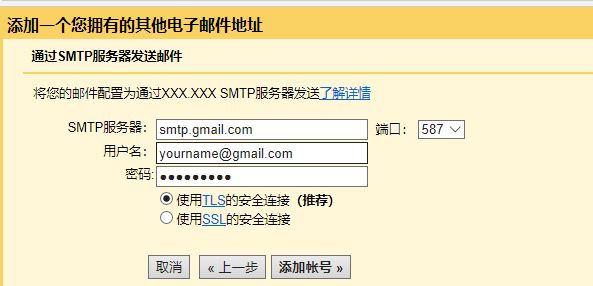 添加一个您拥有的其他电子邮件地址
通过SMTP服务器发送邮件
将您的邮件配置为通过XXX.XXX SMTP服务器发送了解详情
SMTP服务器: smtp.gmail.com 端口: 587
用户名: yourname@gmail.com
密码: ●●●●●●●●●
使用TLS的安全连接 (推荐)
使用SSL的安全连接
取消 « 上一步 添加帐号 »